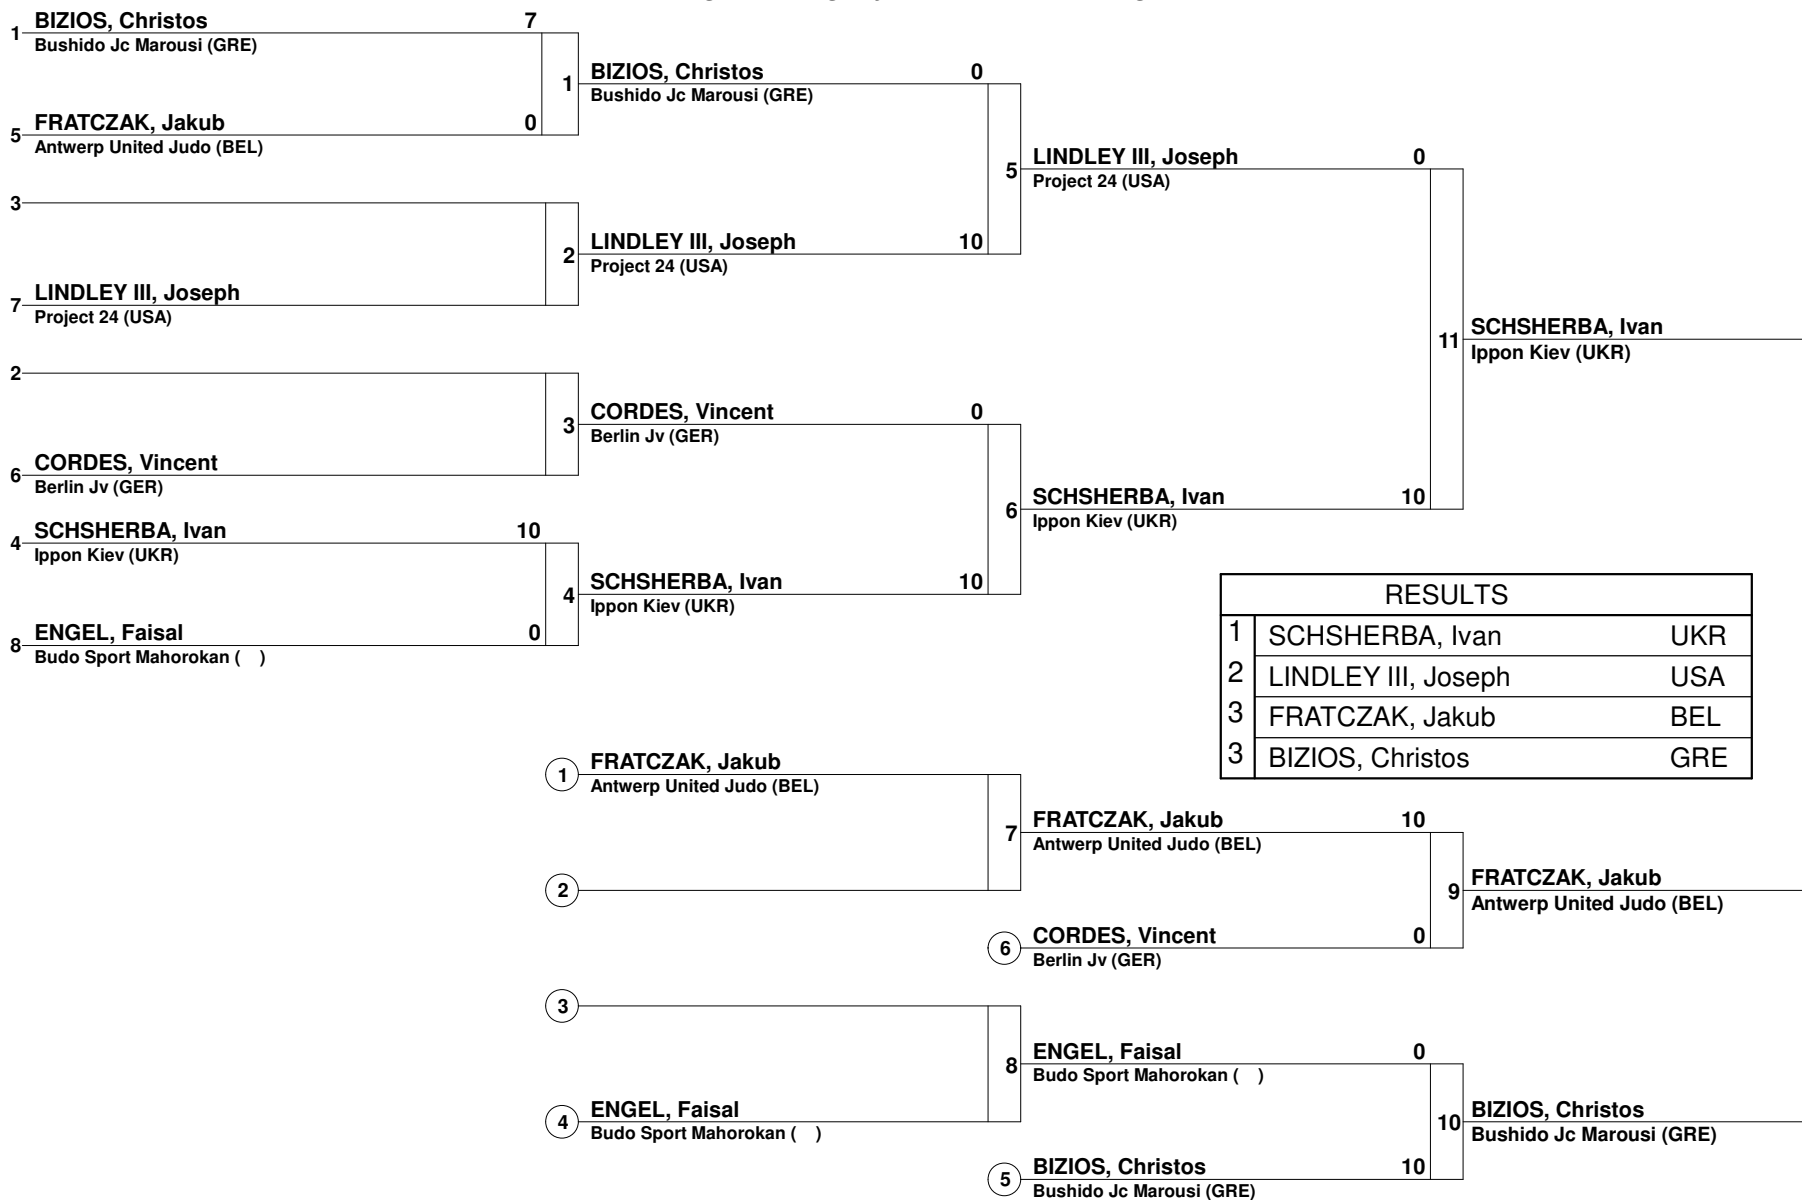 BIZIOS, Christos 7
1
Bushido Jc Marousi (GRE)
FRATCZAK, Jakub 0
5
Antwerp United Judo (BEL)
1
BIZIOS, Christos 0
Bushido Jc Marousi (GRE)
3
LINDLEY III, Joseph
7
Project 24 (USA)
2
LINDLEY III, Joseph 10
Project 24 (USA)
5
LINDLEY III, Joseph 0
Project 24 (USA)
2
CORDES, Vincent
6
Berlin Jv (GER)
3
CORDES, Vincent 0
Berlin Jv (GER)
SCHSHERBA, Ivan 10
4
Ippon Kiev (UKR)
ENGEL, Faisal 0
8
Budo Sport Mahorokan ( )
4
SCHSHERBA, Ivan 10
Ippon Kiev (UKR)
6
SCHSHERBA, Ivan 10
Ippon Kiev (UKR)
11
SCHSHERBA, Ivan
Ippon Kiev (UKR)
RESULTS
1 SCHSHERBA, Ivan UKR
2 LINDLEY III, Joseph USA
3 FRATCZAK, Jakub BEL
3 BIZIOS, Christos GRE
1
FRATCZAK, Jakub
Antwerp United Judo (BEL)
2
7
FRATCZAK, Jakub 10
Antwerp United Judo (BEL)
6
CORDES, Vincent 0
Berlin Jv (GER)
9
FRATCZAK, Jakub
Antwerp United Judo (BEL)
3
4
ENGEL, Faisal
Budo Sport Mahorokan ( )
8
ENGEL, Faisal 0
Budo Sport Mahorokan ( )
5
BIZIOS, Christos 10
Bushido Jc Marousi (GRE)
10
BIZIOS, Christos
Bushido Jc Marousi (GRE)